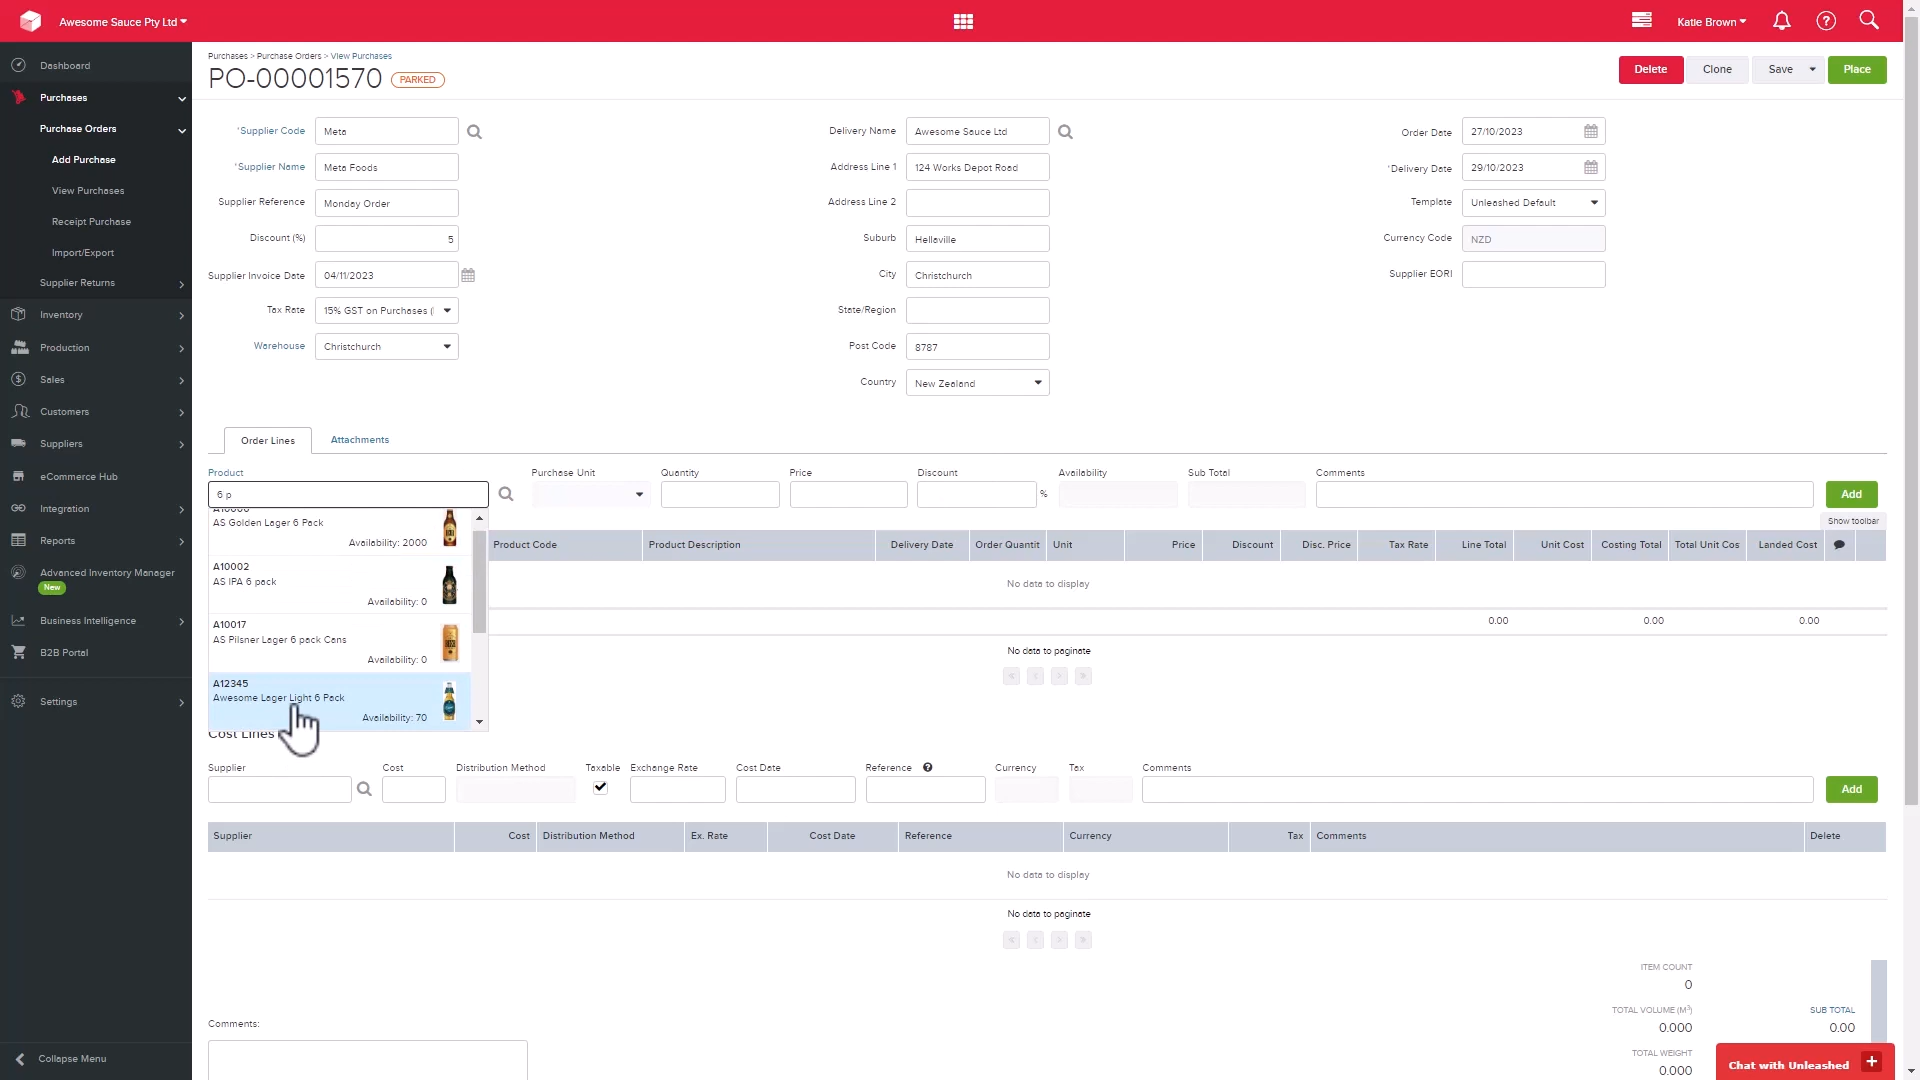 Awesome Sauce Pty Ltd
Katie Brown
Dashboard
Purchases
Purchase Orders
Add Purchase
View Purchases
Receipt Purchase
Import/Export
Supplier Returns
Inventory
Production
Sales
Customers
Suppliers
eCommerce Hub
Integration
Reports
Advanced Inventory Manager
New
Business Intelligence
B2B Portal
Settings
Collapse Menu
Purchases > Purchase Orders > View Purchases
PO-00001570 PARKED
Delete Clone Save Place
*Supplier Code Meta
*Supplier Name Meta Foods
Supplier Reference Monday Order
Discount (%) 5
Supplier Invoice Date 04/11/2023
Tax Rate 15% GST on Purchases (
Warehouse Christchurch
Delivery Name Awesome Sauce Ltd
Address Line 1 124 Works Depot Road
Address Line 2
Suburb Hellaville
City Christchurch
State/Region
Post Code 8787
Country New Zealand
Order Date 27/10/2023
*Delivery Date 29/10/2023
Template Unleashed Default
Currency Code NZD
Supplier EORI
Order Lines Attachments
Product Purchase Unit Quantity Price Discount Availability Sub Total Comments
6 p % Add
Show toolbar
AS Golden Lager 6 Pack
Availability: 2000
A10002
AS IPA 6 pack
Availability: 0
A10017
AS Pilsner Lager 6 pack Cans
Availability: 0
A12345
Awesome Lager Light 6 Pack
Availability: 70
Product Code Product Description Delivery Date Order Quantit Unit Price Discount Disc. Price Tax Rate Line Total Unit Cost Costing Total Total Unit Cos Landed Cost
No data to display
0.00 0.00 0.00
No data to paginate
« ‹ › »
Cost Lines
Supplier Cost Distribution Method Taxable Exchange Rate Cost Date Reference ? Currency Tax Comments
Add
Supplier Cost Distribution Method Ex. Rate Cost Date Reference Currency Tax Comments Delete
No data to display
No data to paginate
« ‹ › »
ITEM COUNT
0
TOTAL VOLUME (M³) SUB TOTAL
0.000 0.00
TOTAL WEIGHT
0.000
Comments:
Chat with Unleashed +